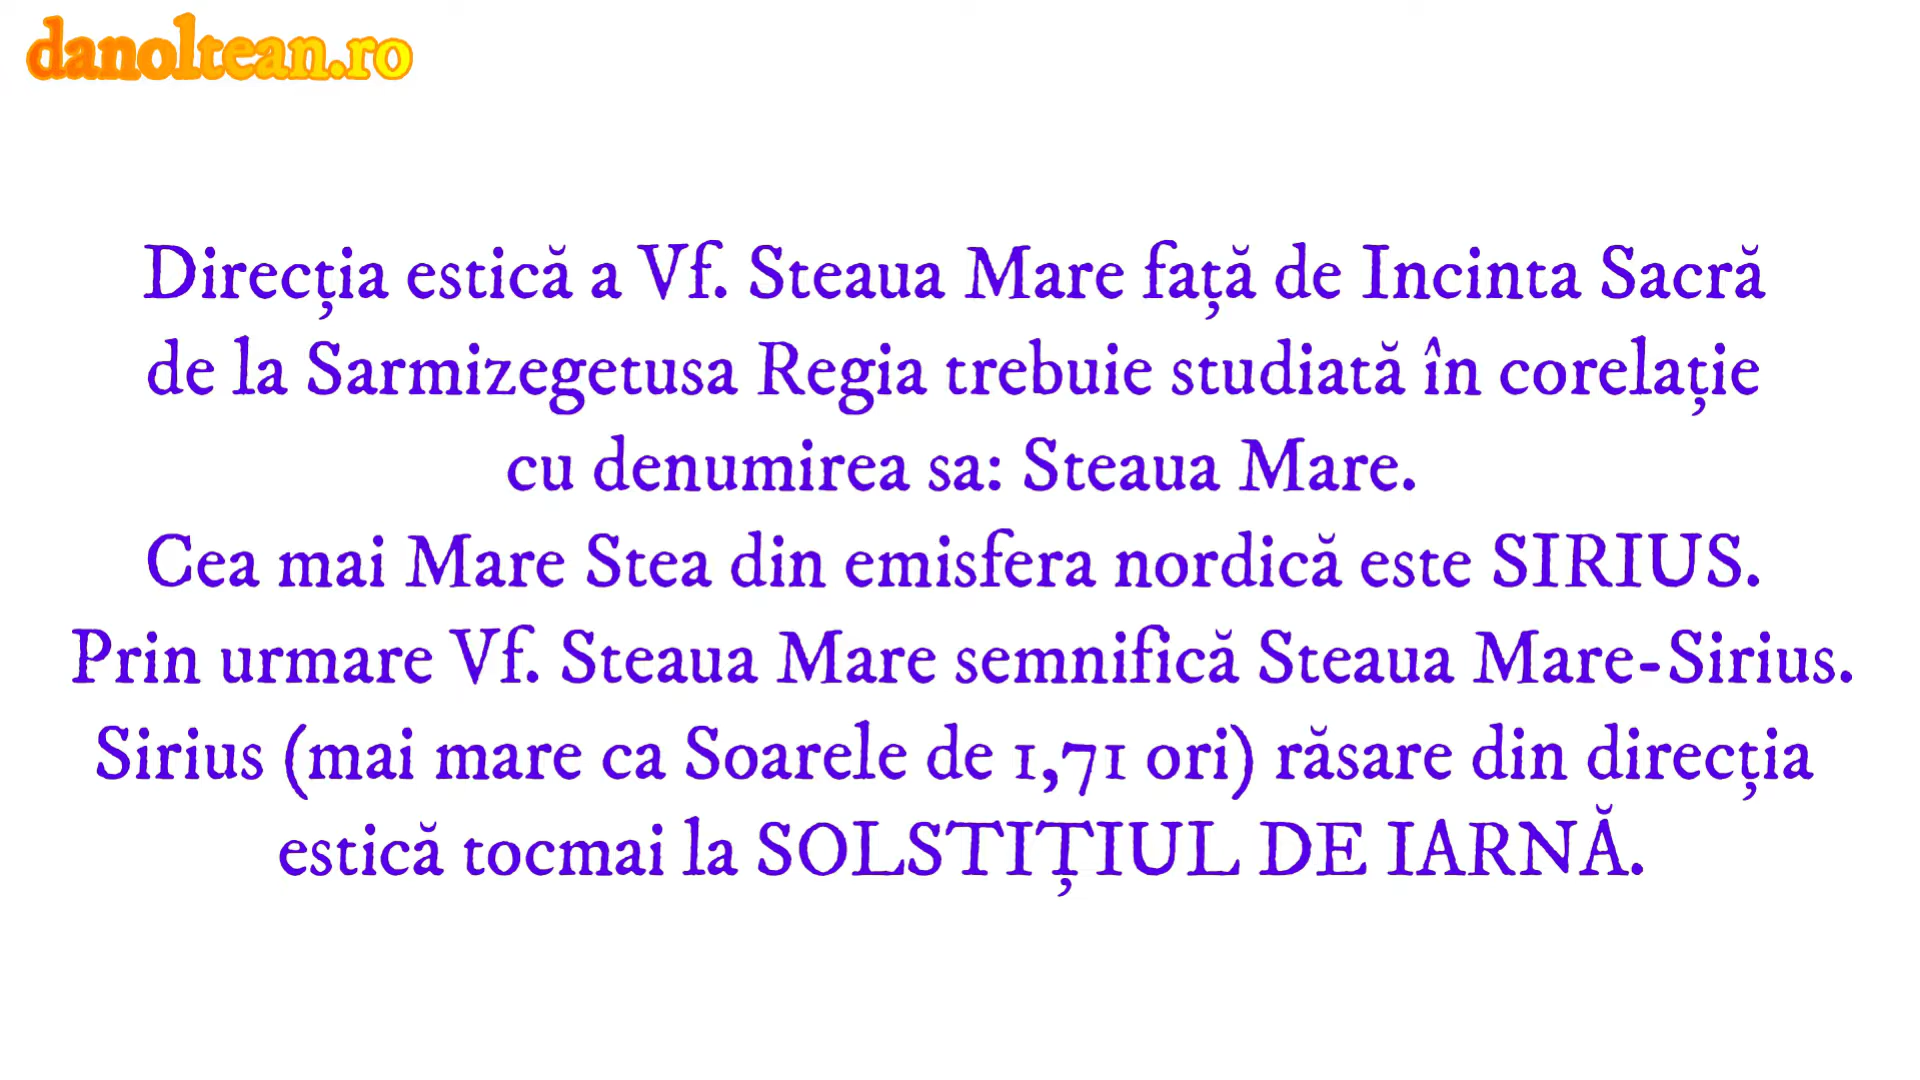 danoltean.ro
Direcția estică a Vf. Steaua Mare față de Incinta Sacră
de la Sarmizegetusa Regia trebuie studiată în corelație
cu denumirea sa: Steaua Mare.
Cea mai Mare Stea din emisfera nordică este SIRIUS.
Prin urmare Vf. Steaua Mare semnifică Steaua Mare-Sirius.
Sirius (mai mare ca Soarele de 1,71 ori) răsare din direcția
estică tocmai la SOLSTIȚIUL DE IARNĂ.